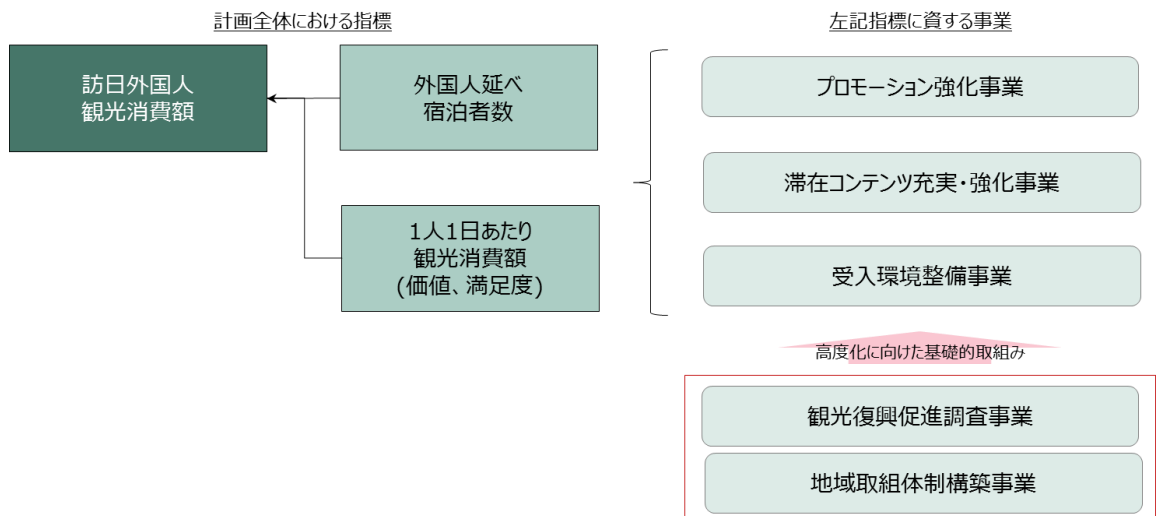 計画全体における指標
左記指標に資する事業
訪日外国人
観光消費額
外国人延べ
宿泊者数
1人1日あたり
観光消費額
(価値、満足度)
プロモーション強化事業
滞在コンテンツ充実・強化事業
受入環境整備事業
高度化に向けた基礎的取組み
観光復興促進調査事業
地域取組体制構築事業